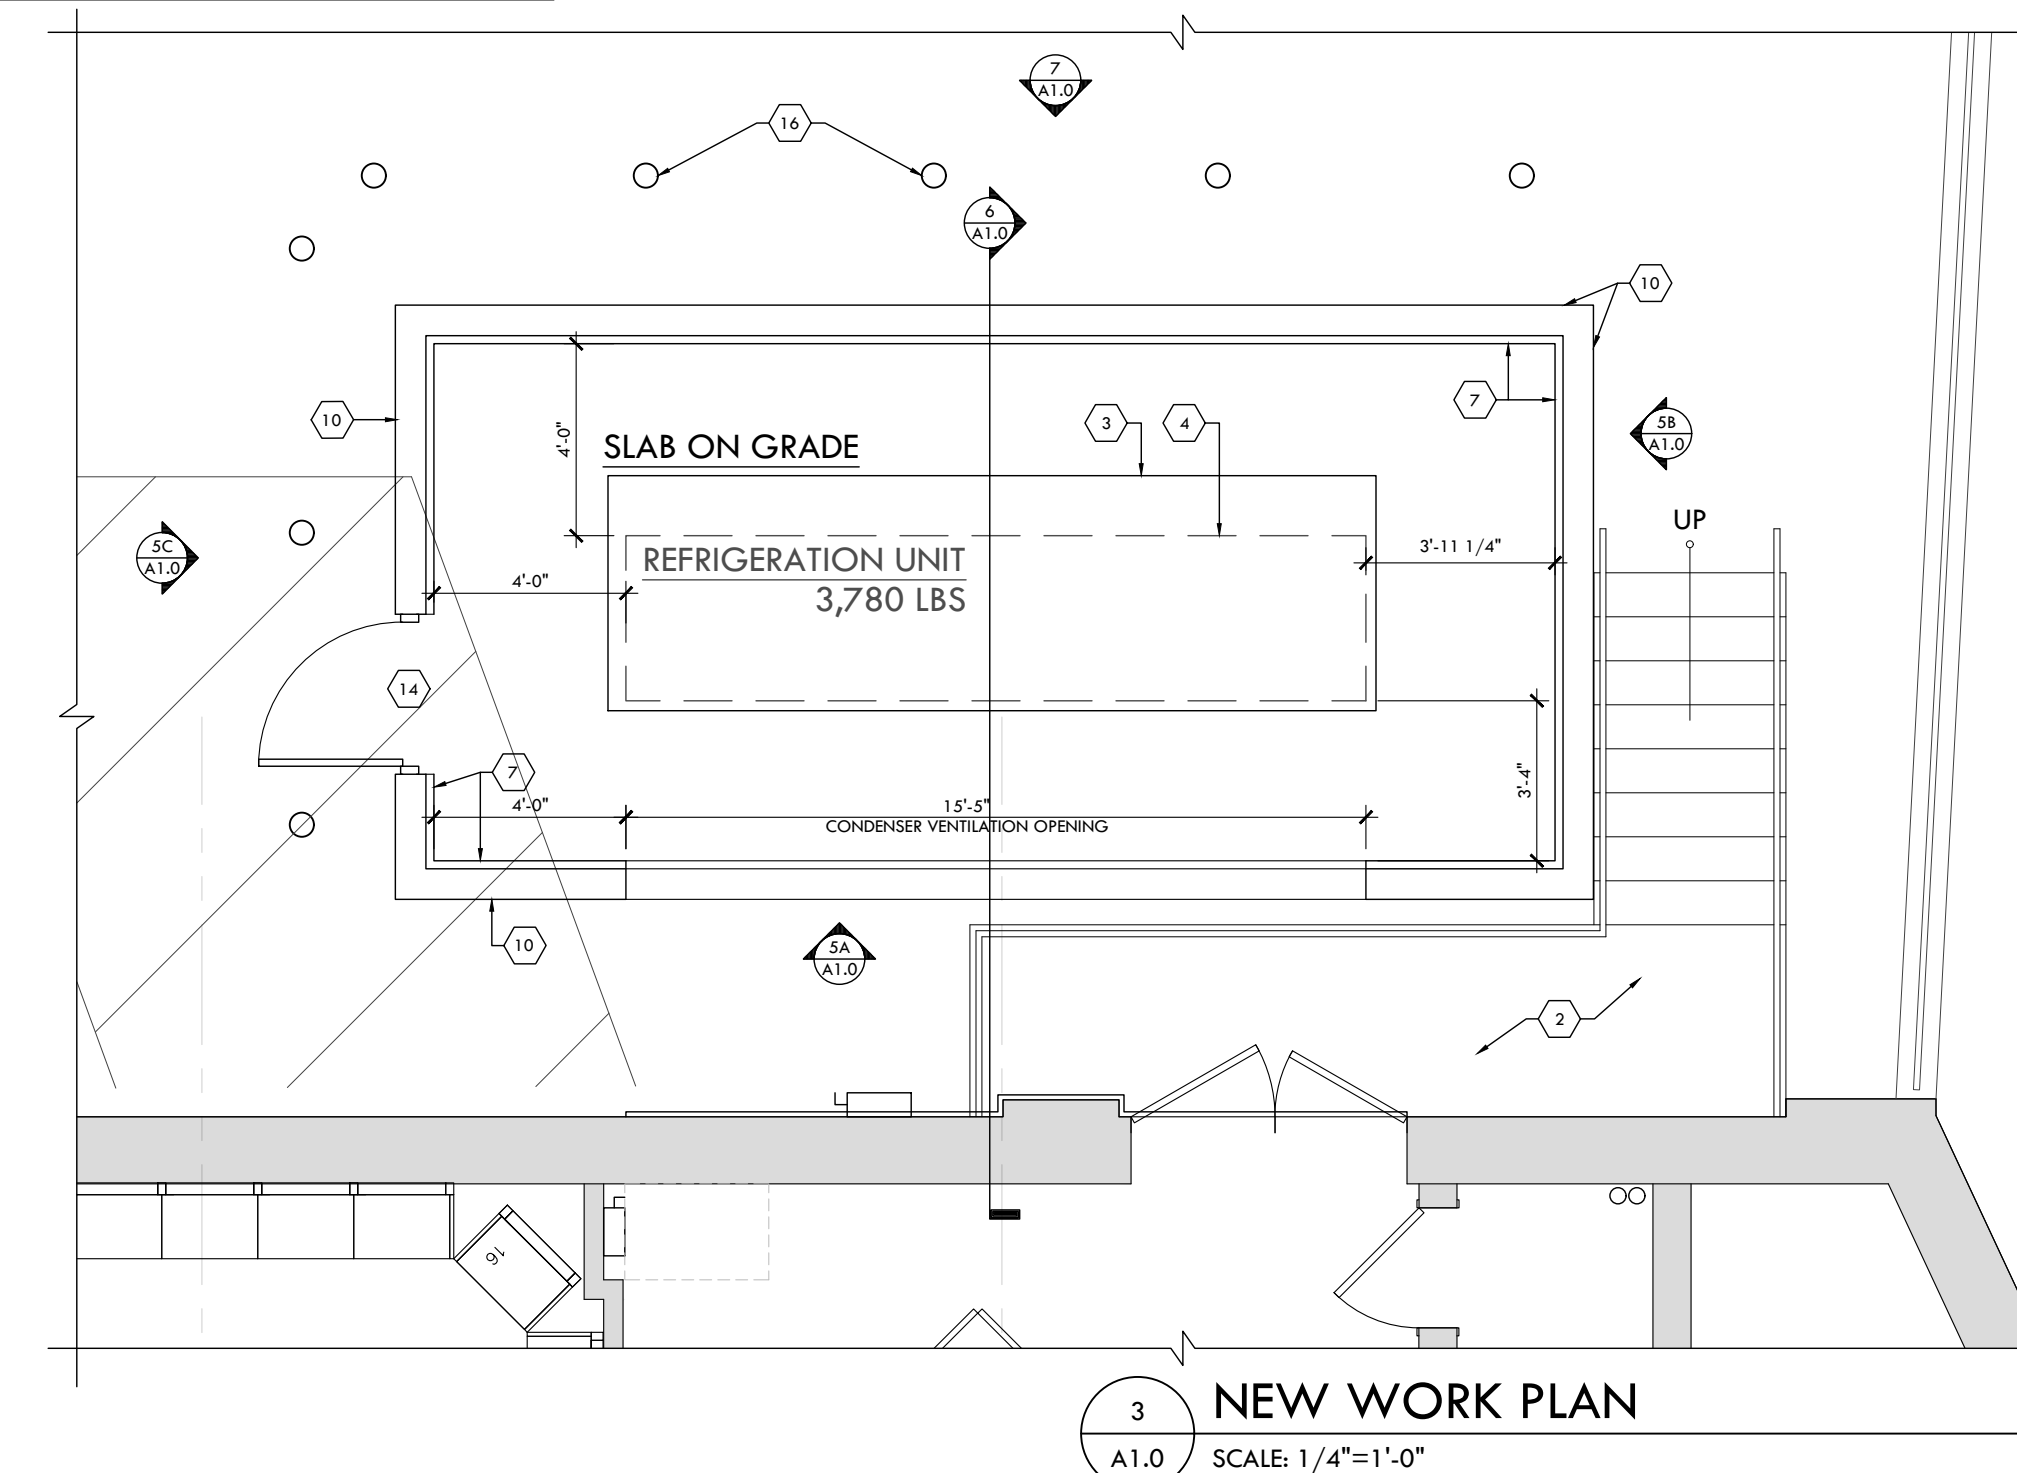 7
A1.0
16
6
A1.0
10
10
7
3
4
5B
A1.0
4'-0"
SLAB ON GRADE
UP
5C
A1.0
REFRIGERATION UNIT
3,780 LBS
3'-11 1/4"
4'-0"
14
7
3'-4"
4'-0"
15'-5"
CONDENSER VENTILATION OPENING
10
5A
A1.0
2
16
3
A1.0
NEW WORK PLAN
SCALE: 1/4"=1'-0"